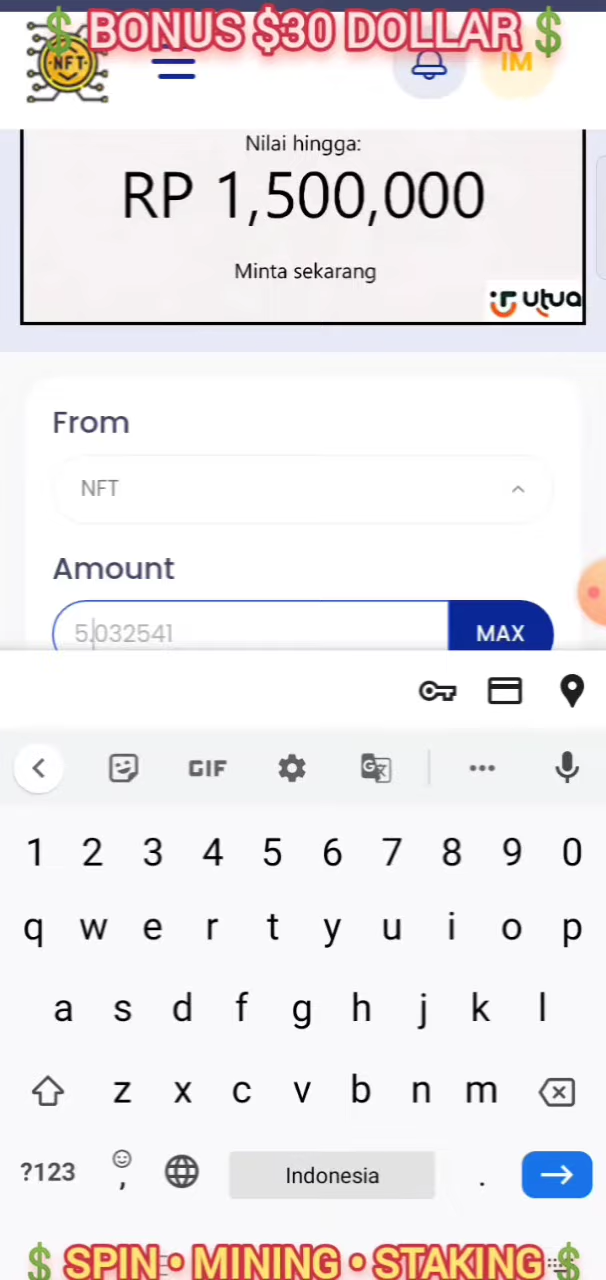 $ BONUS $30 DOLLAR $
NFT
IM
Nilai hingga:
RP 1,500,000
Minta sekarang
utua
From
NFT
Amount
5.032541
MAX
GIF
G
1 2 3 4 5 6 7 8 9 0
q w e r t y u i o p
a s d f g h j k l
z x c v b n m
?123 , Indonesia .
$ SPIN • MINING • STAKING $